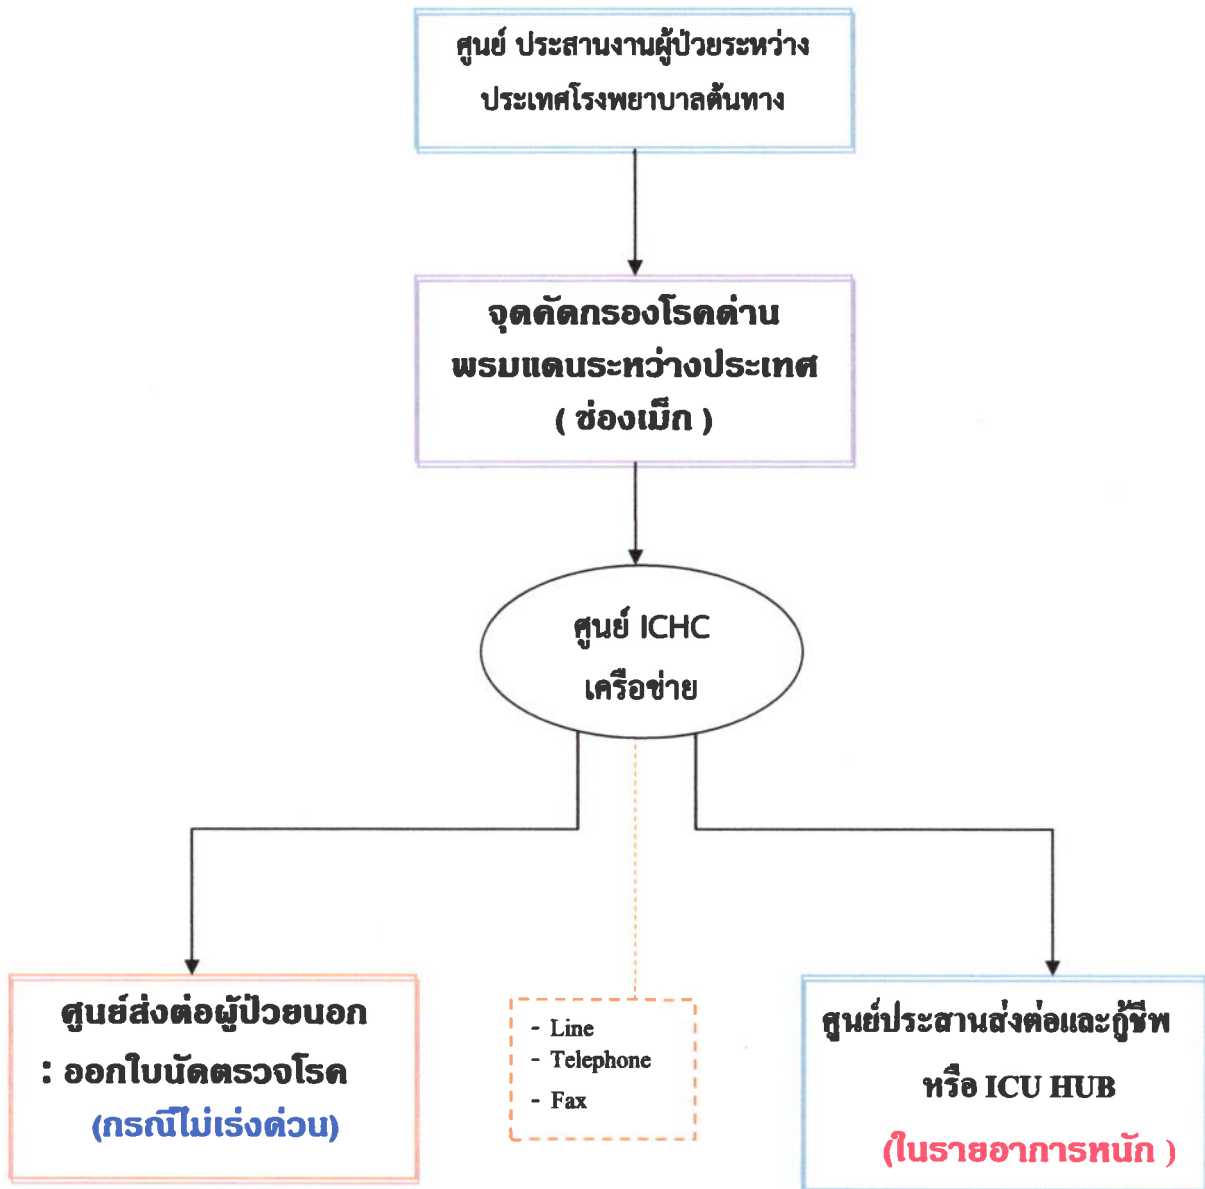 ศูนย์ ประสานงานผู้ป่วยระหว่าง
ประเทศโรงพยาบาลต้นทาง
จุดคัดกรองโรคด่าน
พรมแดนระหว่างประเทศ
( ช่องเม็ก )
ศูนย์ ICHC
เครือข่าย
ศูนย์ส่งต่อผู้ป่วยนอก
: ออกใบนัดตรวจโรค
(กรณีไม่เร่งด่วน)
- Line
- Telephone
- Fax
ศูนย์ประสานส่งต่อและกู้ชีพ
หรือ ICU HUB
(ในรายอาการหนัก )